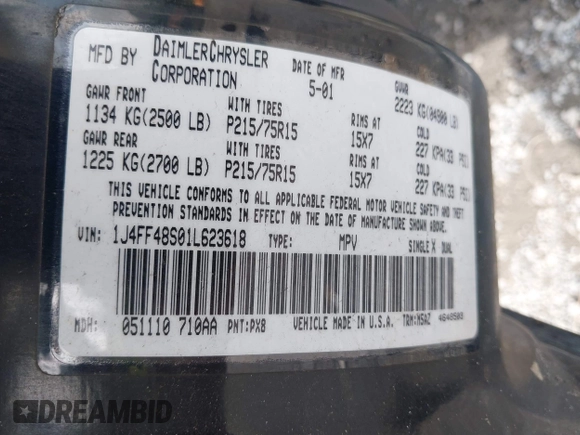 MFD BY DAIMLERCHRYSLER CORPORATION DATE OF MFR 5-01 GVWR 2223 KG(04900 LB)
GAWR FRONT WITH TIRES RIMS AT COLD
1134 KG(2500 LB) P215/75R15 15X7 227 KPA(33 PSI)
GAWR REAR WITH TIRES RIMS AT COLD
1225 KG(2700 LB) P215/75R15 15X7 227 KPA(33 PSI)
THIS VEHICLE CONFORMS TO ALL APPLICABLE FEDERAL MOTOR VEHICLE SAFETY AND THEFT
PREVENTION STANDARDS IN EFFECT ON THE DATE OF MANUFACTURE SHOWN ABOVE.
VIN: 1J4FF48S01L623618 TYPE: MPV SINGLE X DUAL
MDH: 051110 710AA PNT: PX8 VEHICLE MADE IN U.S.A. TRM: M5AZ
DREAMBID